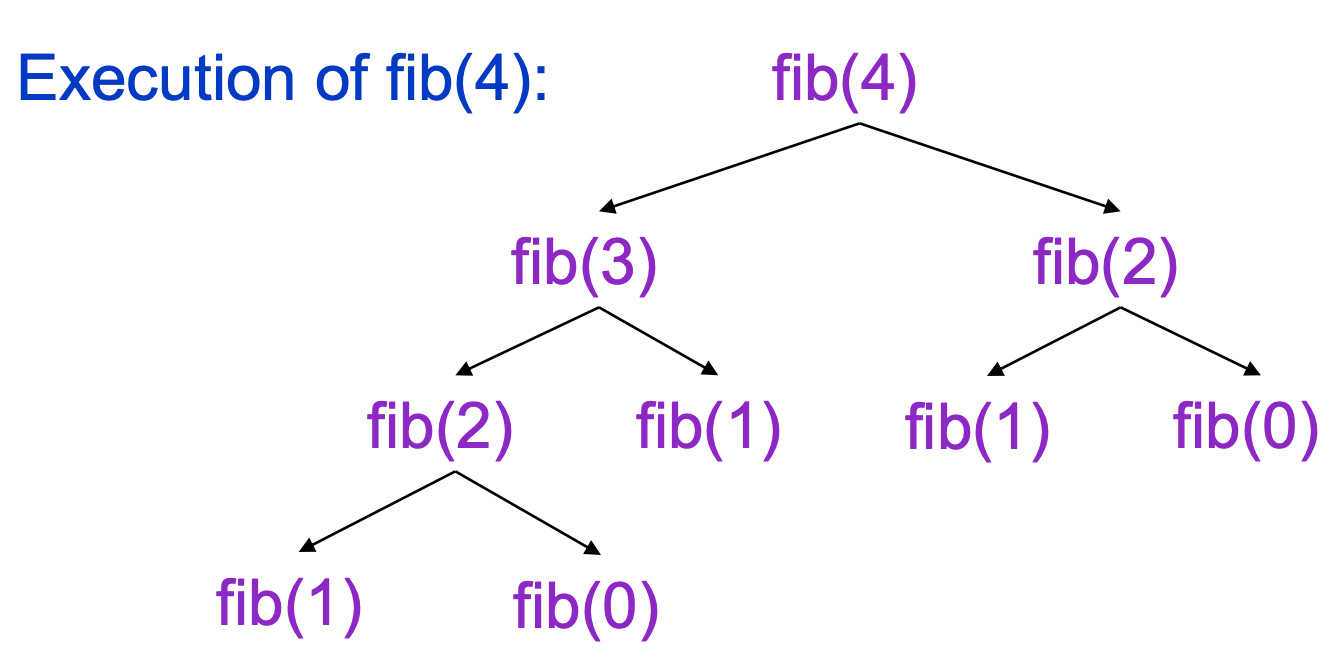 Execution of fib(4): fib(4)
fib(3) fib(2)
fib(2) fib(1) fib(1) fib(0)
fib(1) fib(0)